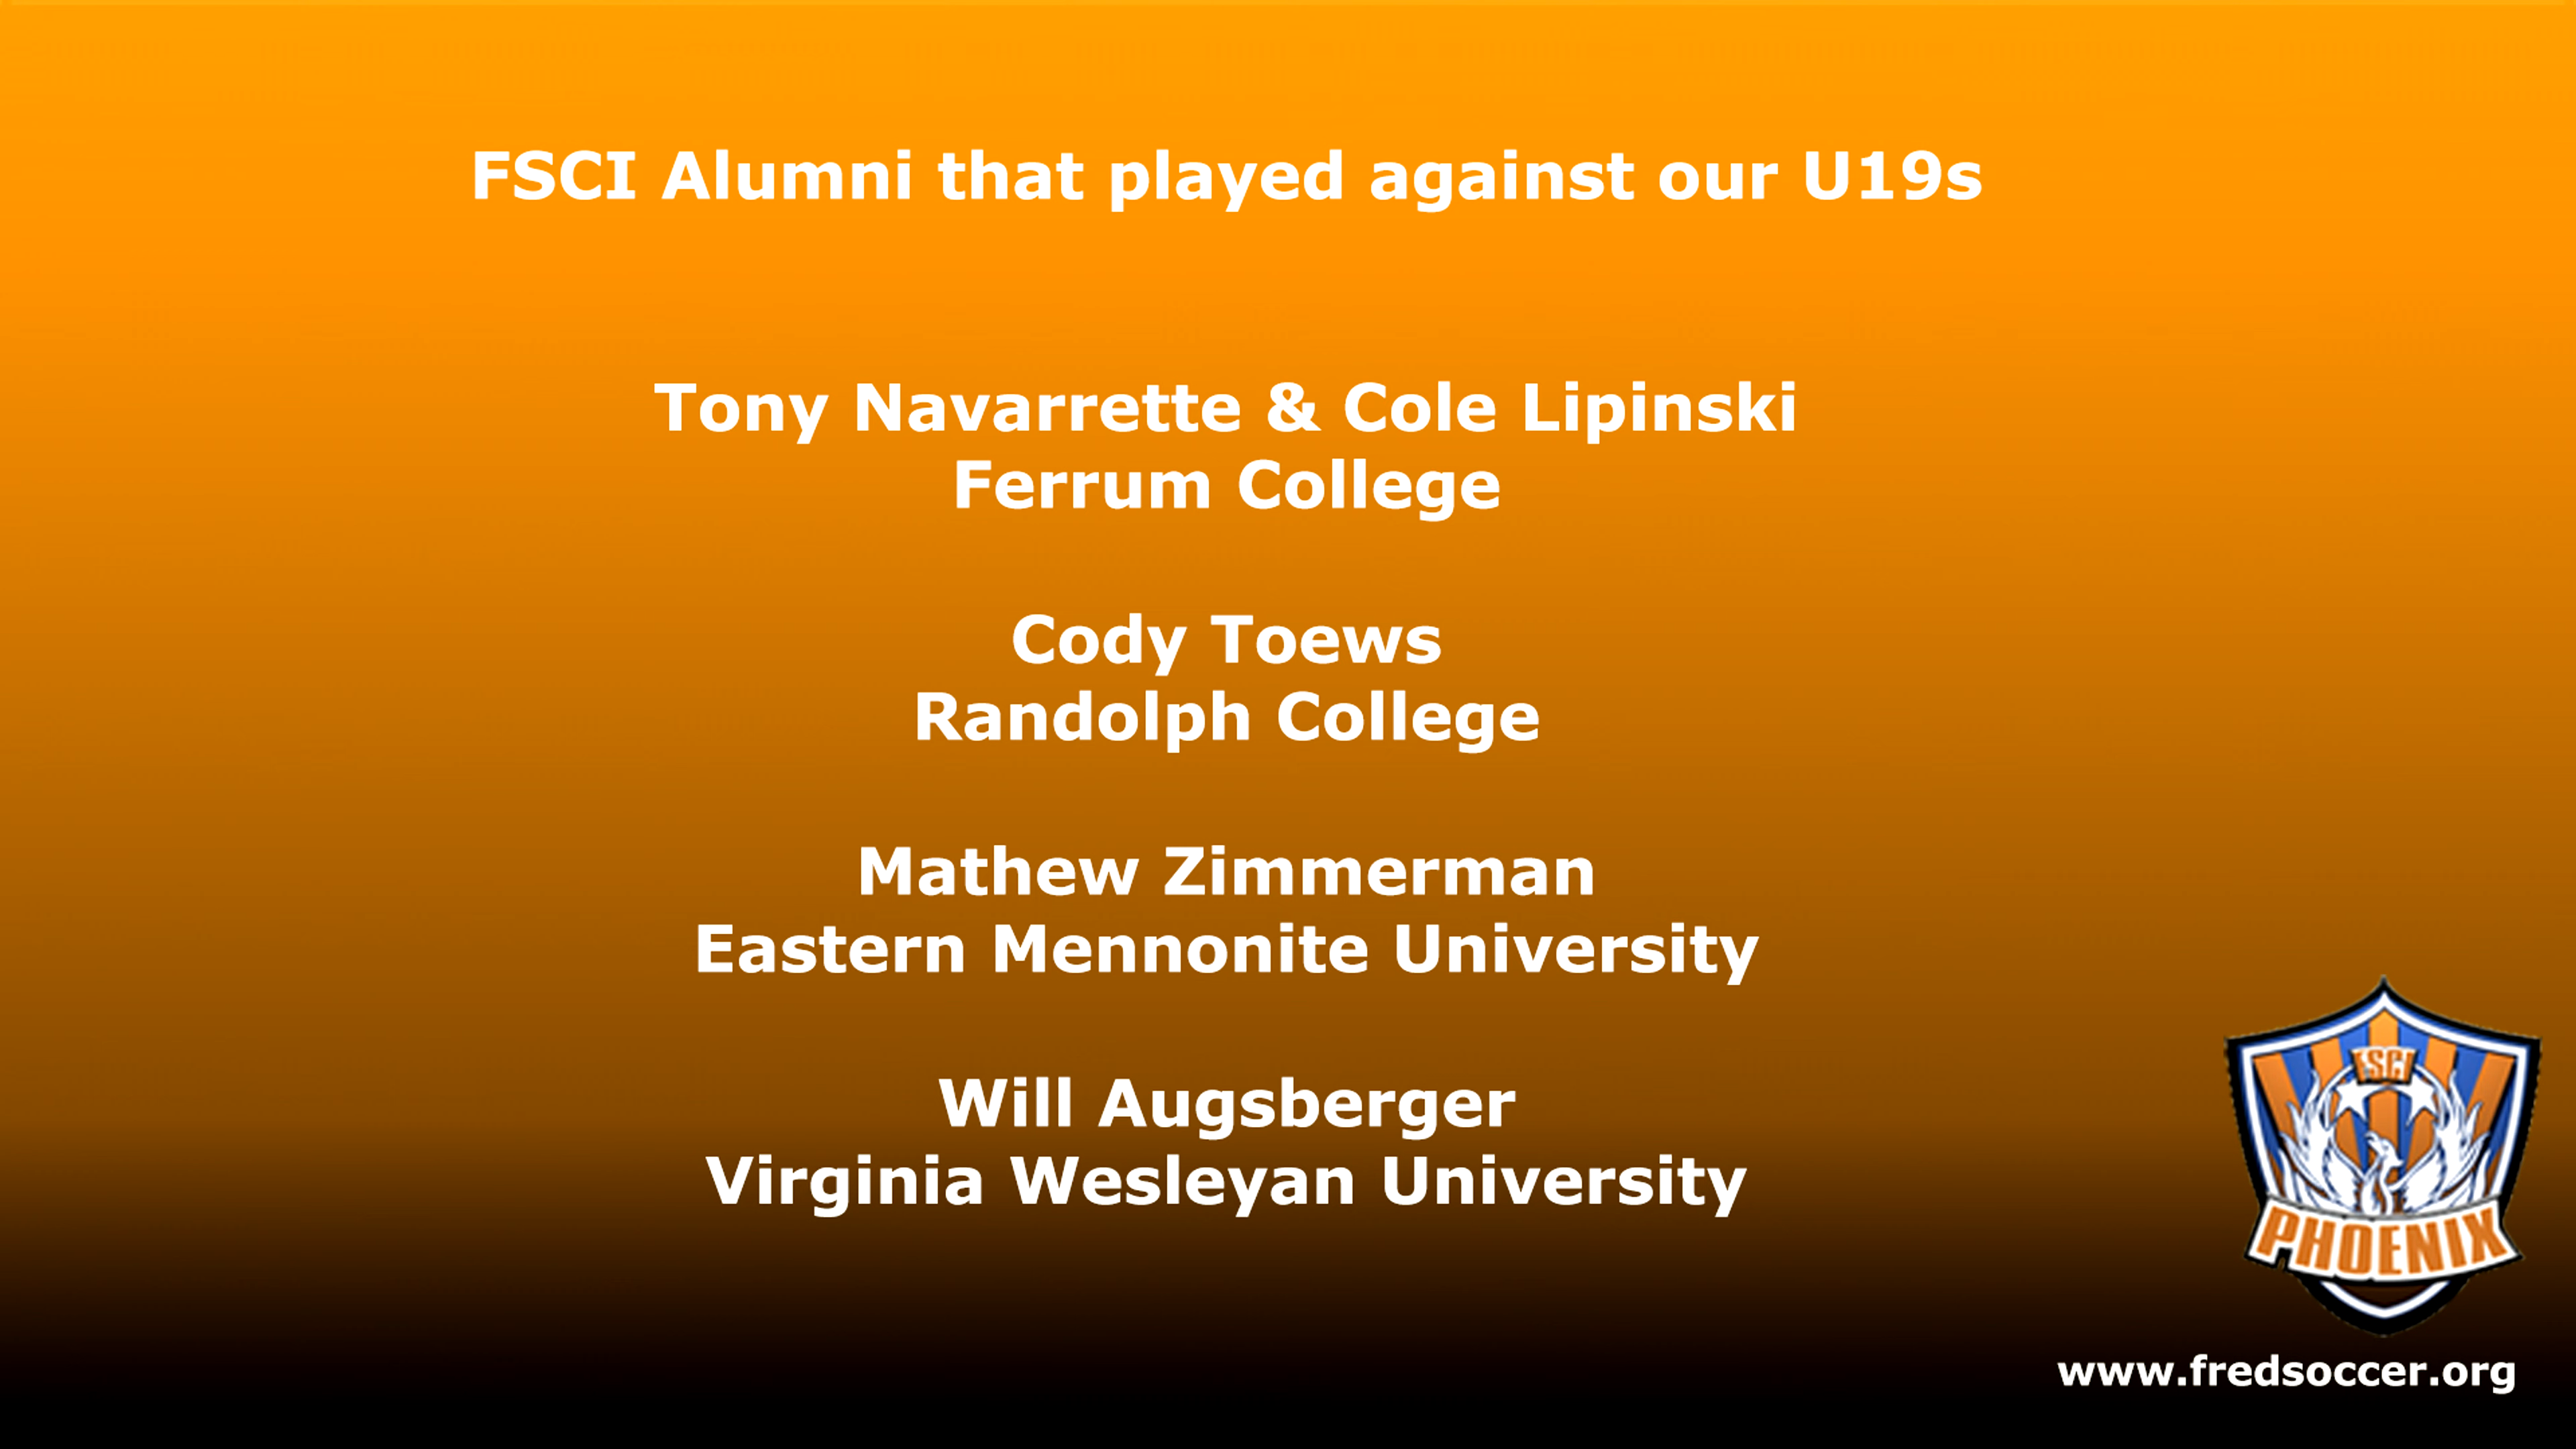 FSCI Alumni that played against our U19s
Tony Navarrette & Cole Lipinski
Ferrum College
Cody Toews
Randolph College
Mathew Zimmerman
Eastern Mennonite University
Will Augsberger
Virginia Wesleyan University
FSCI
PHOENIX
www.fredsoccer.org